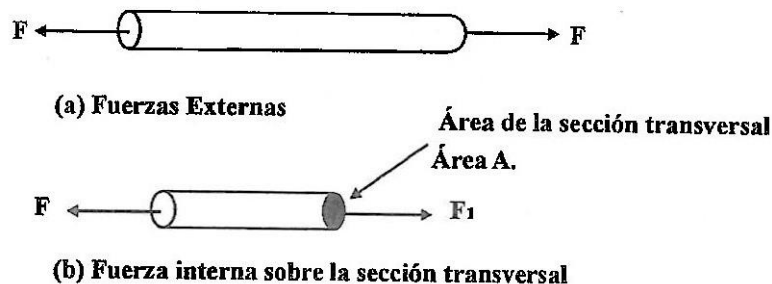 F
F
(a) Fuerzas Externas
Área de la sección transversal
Área A.
F
F1
(b) Fuerza interna sobre la sección transversal